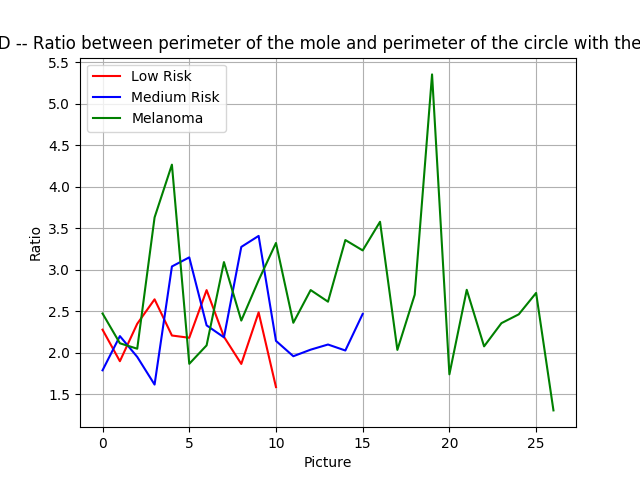 D -- Ratio between perimeter of the mole and perimeter of the circle with the
Low Risk
Medium Risk
Melanoma
5.5
5.0
4.5
4.0
3.5
3.0
2.5
2.0
1.5
Ratio
0 5 10 15 20 25
Picture